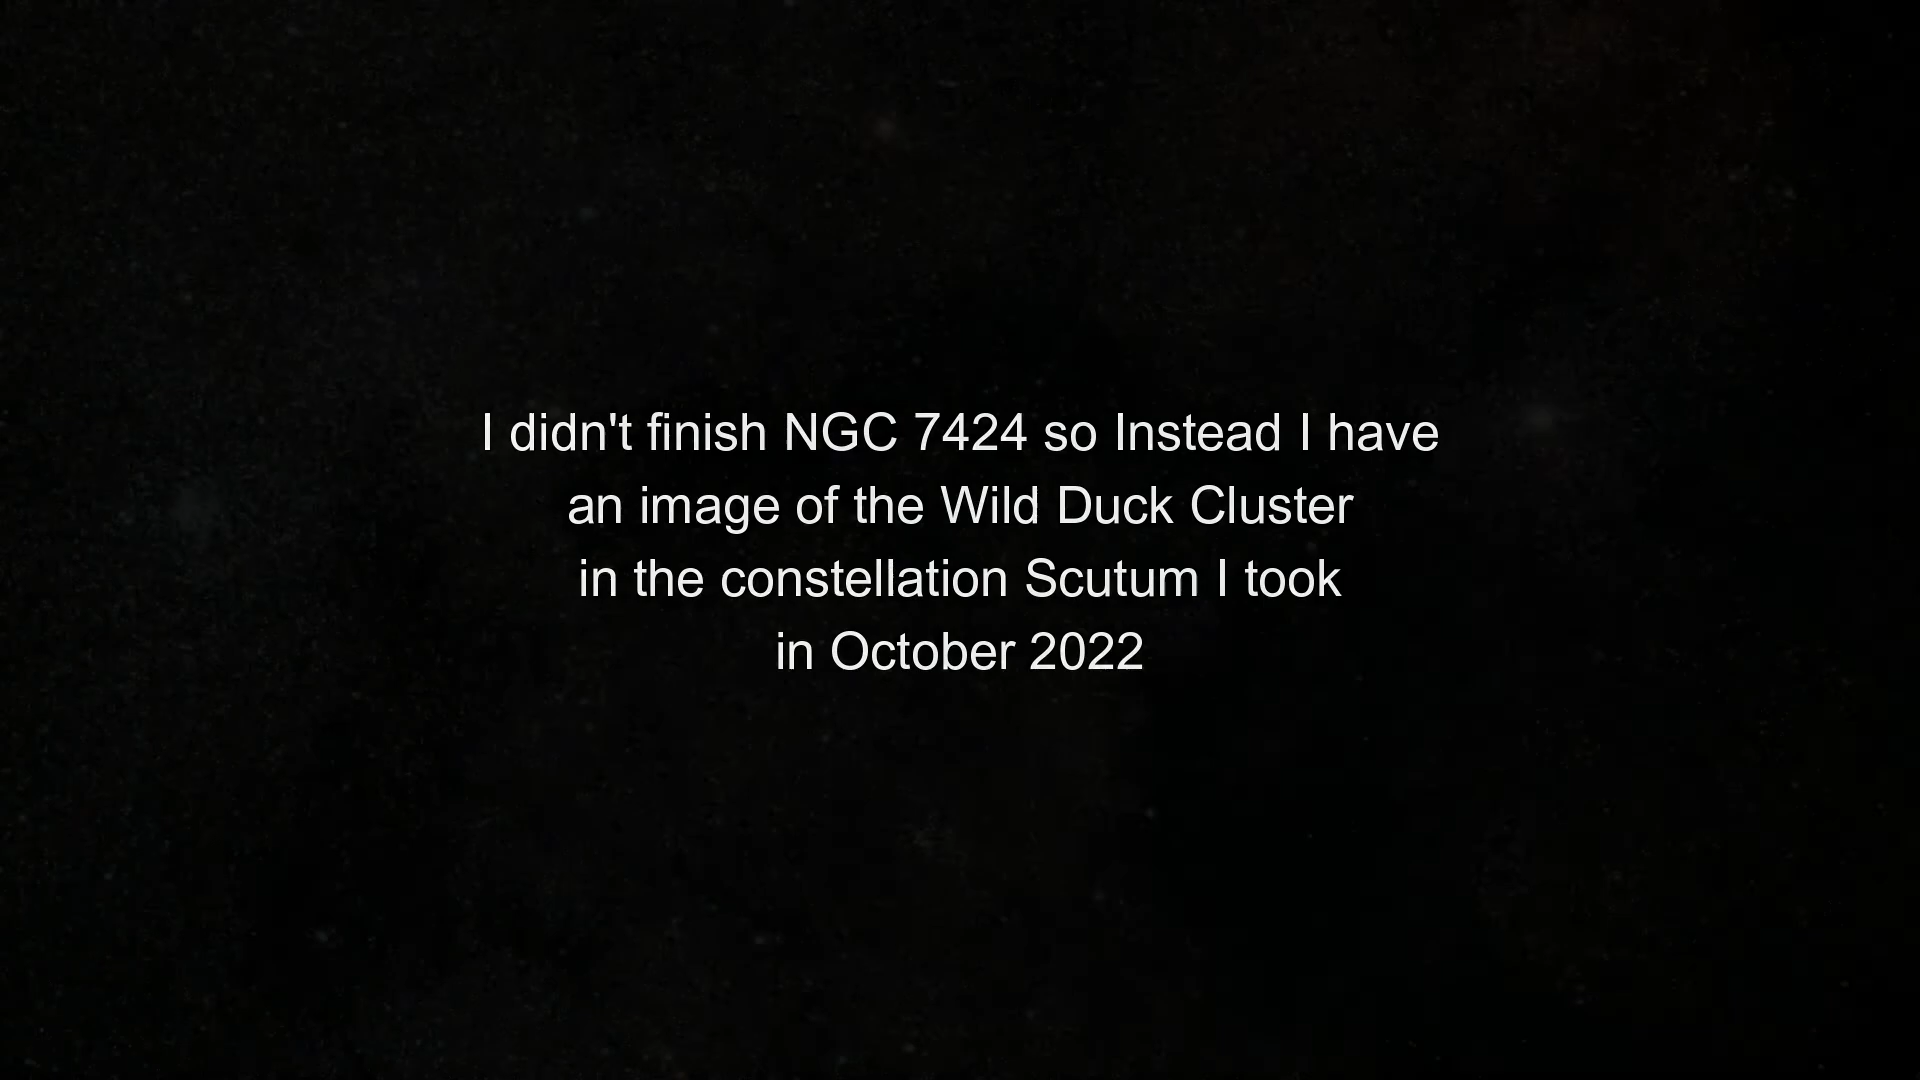 I didn't finish NGC 7424 so Instead I have
an image of the Wild Duck Cluster
in the constellation Scutum I took
in October 2022